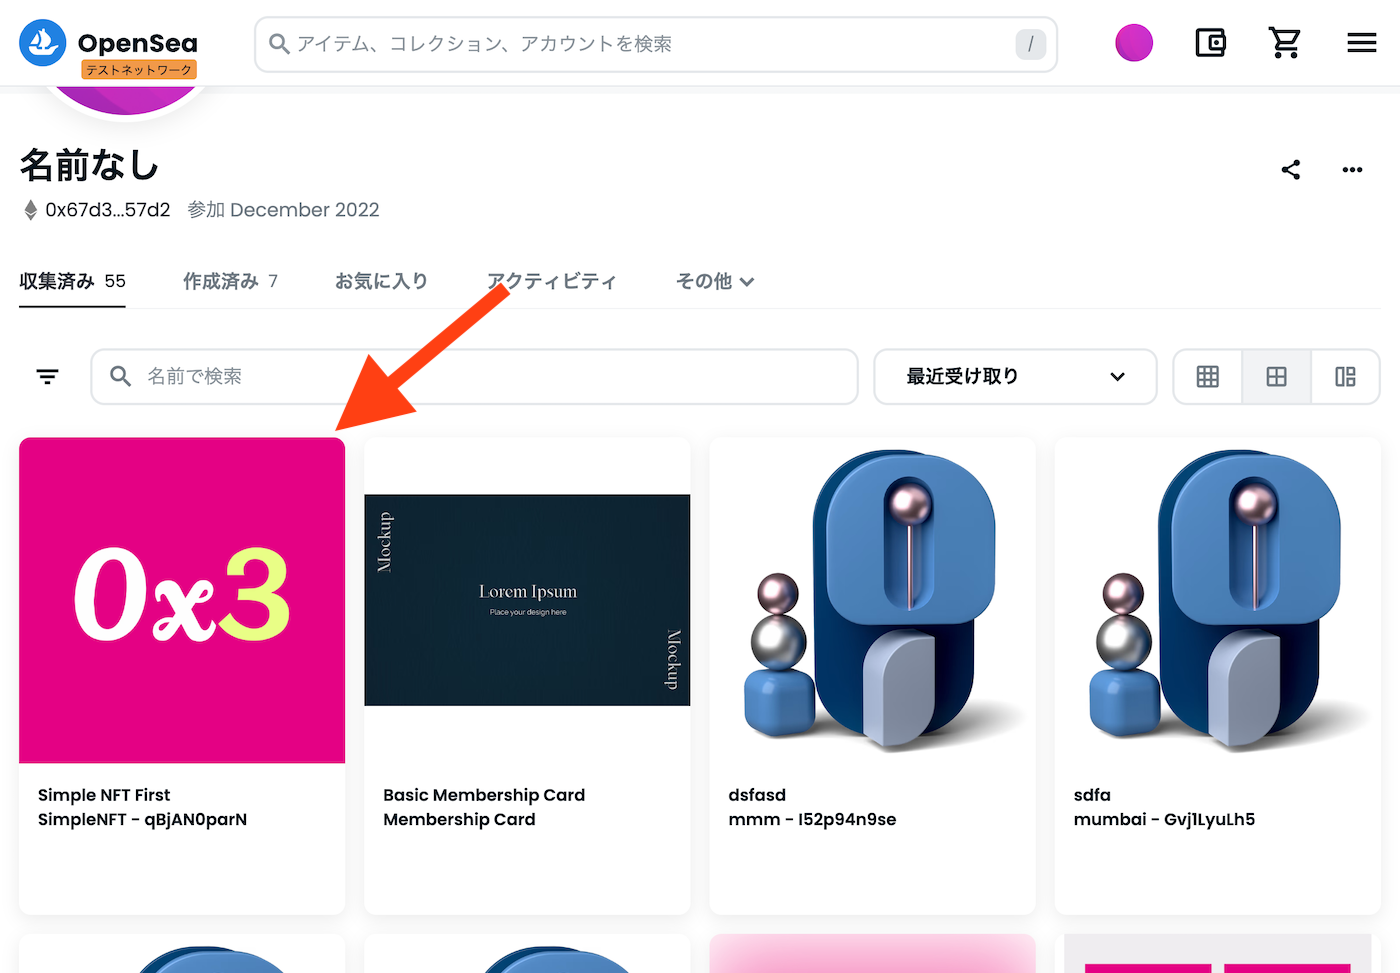 OpenSea
テストネットワーク
アイテム、コレクション、アカウントを検索
/
名前なし
0x67d3...57d2 参加 December 2022
収集済み 55 作成済み 7 お気に入り アクティビティ その他
名前で検索
最近受け取り
0x3
Mockup
Lorem Ipsum
Place your design here
Mockup
Simple NFT First
SimpleNFT - qBjAN0parN
Basic Membership Card
Membership Card
dsfasd
mmm - I52p94n9se
sdfa
mumbai - Gvj1LyuLh5